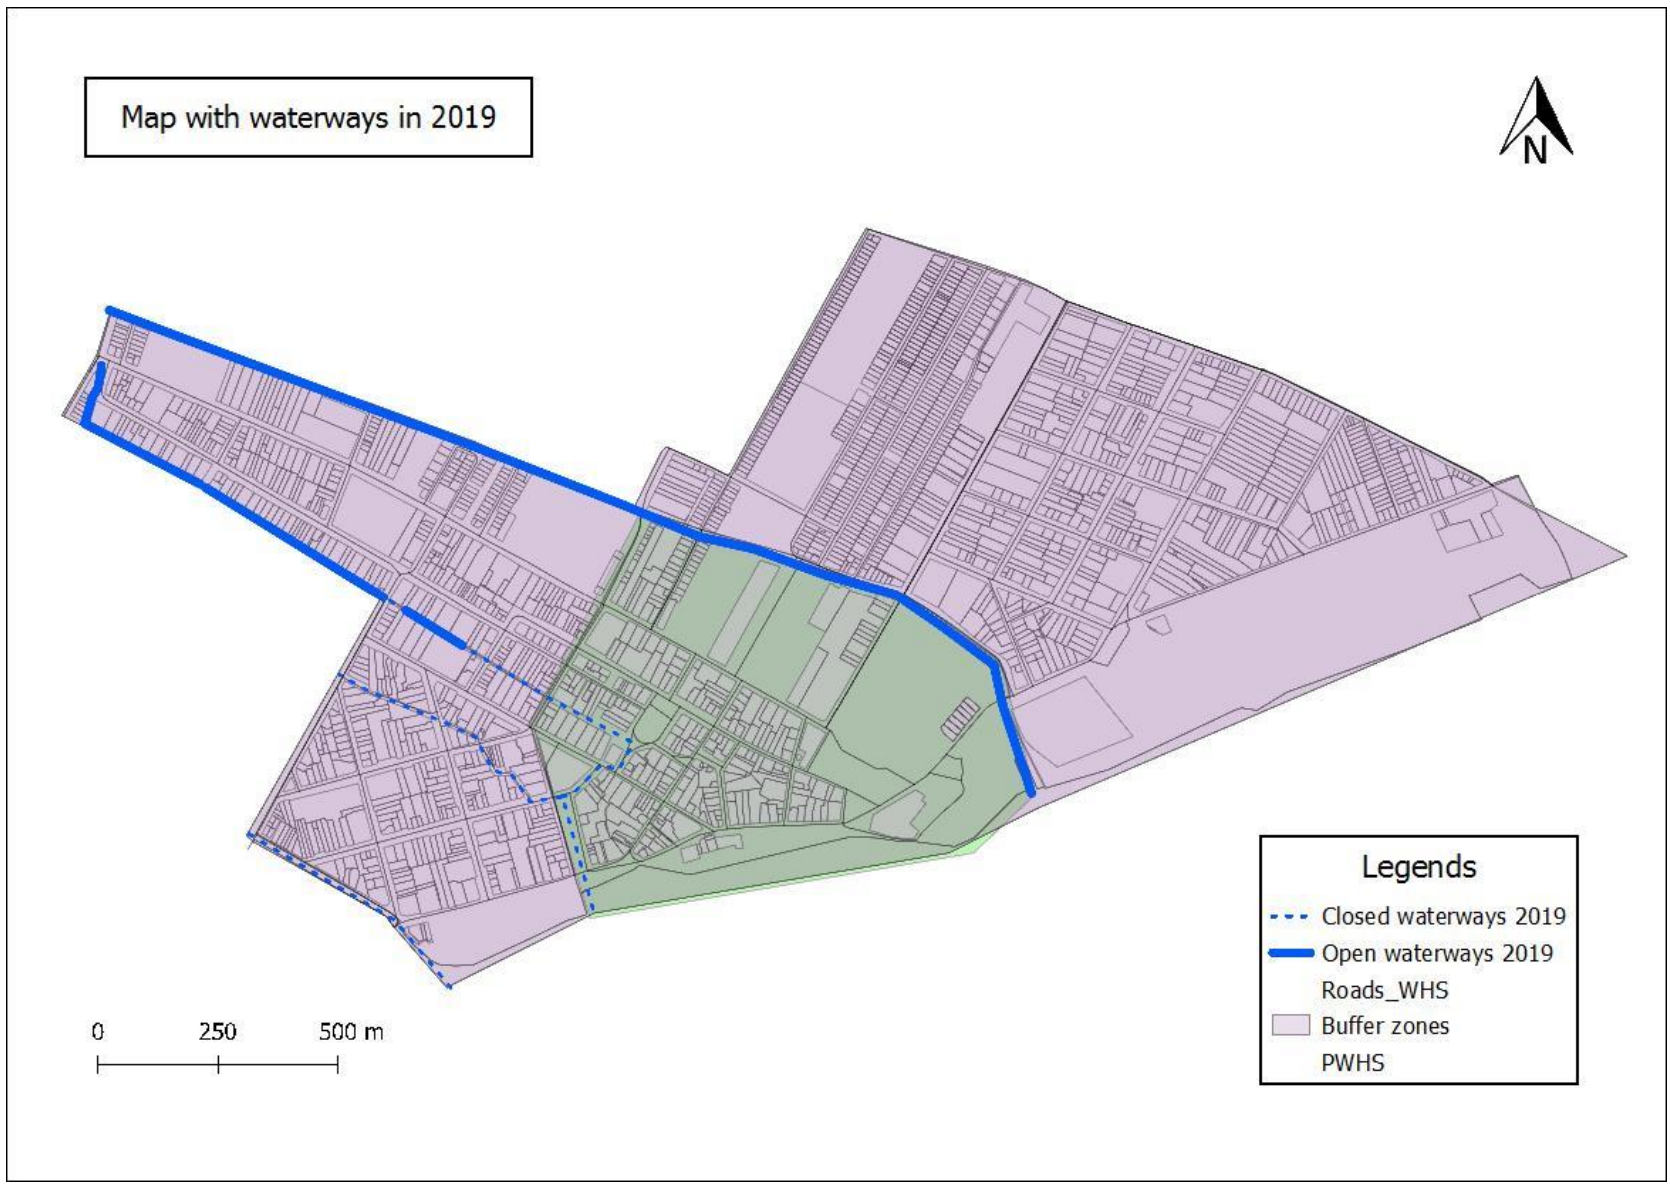 Map with waterways in 2019
N
Legends
Closed waterways 2019
Open waterways 2019
Roads_WHS
Buffer zones
PWHS
0 250 500 m